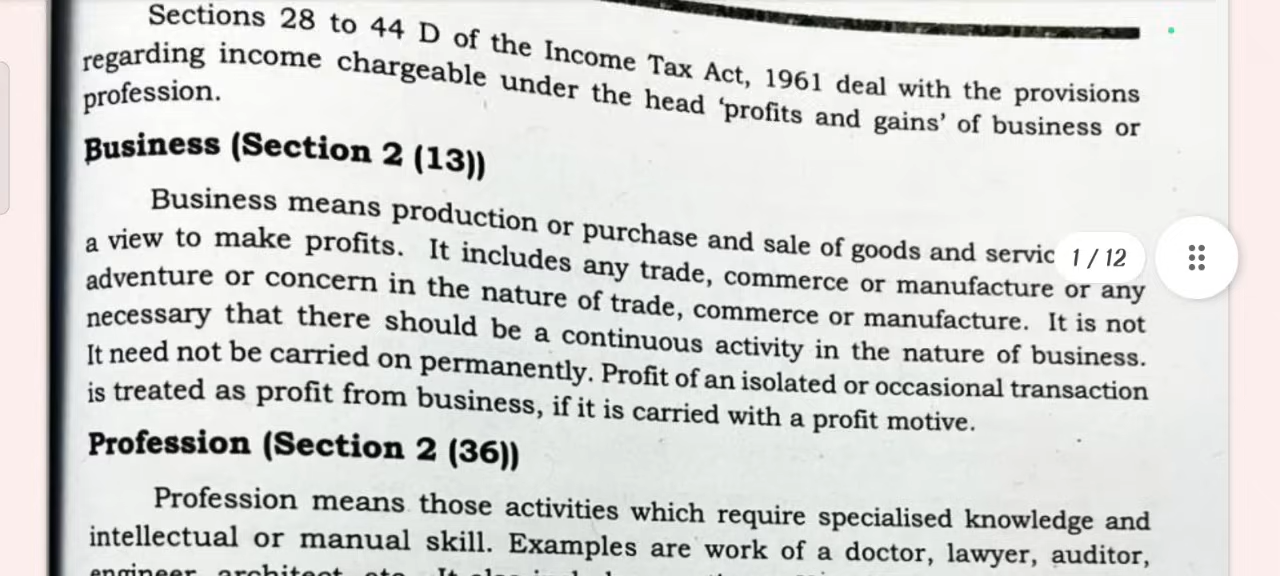 Sections 28 to 44 D of the Income Tax Act, 1961 deal with the provisions
regarding income chargeable under the head 'profits and gains' of business or
profession.
Business (Section 2 (13))
Business means production or purchase and sale of goods and servic
a view to make profits. It includes any trade, commerce or manufacture or any
adventure or concern in the nature of trade, commerce or manufacture. It is not
necessary that there should be a continuous activity in the nature of business.
It need not be carried on permanently. Profit of an isolated or occasional transaction
is treated as profit from business, if it is carried with a profit motive.
Profession (Section 2 (36))
Profession means those activities which require specialised knowledge and
intellectual or manual skill. Examples are work of a doctor, lawyer, auditor,
engineer, architect, etc. It also
1 / 12